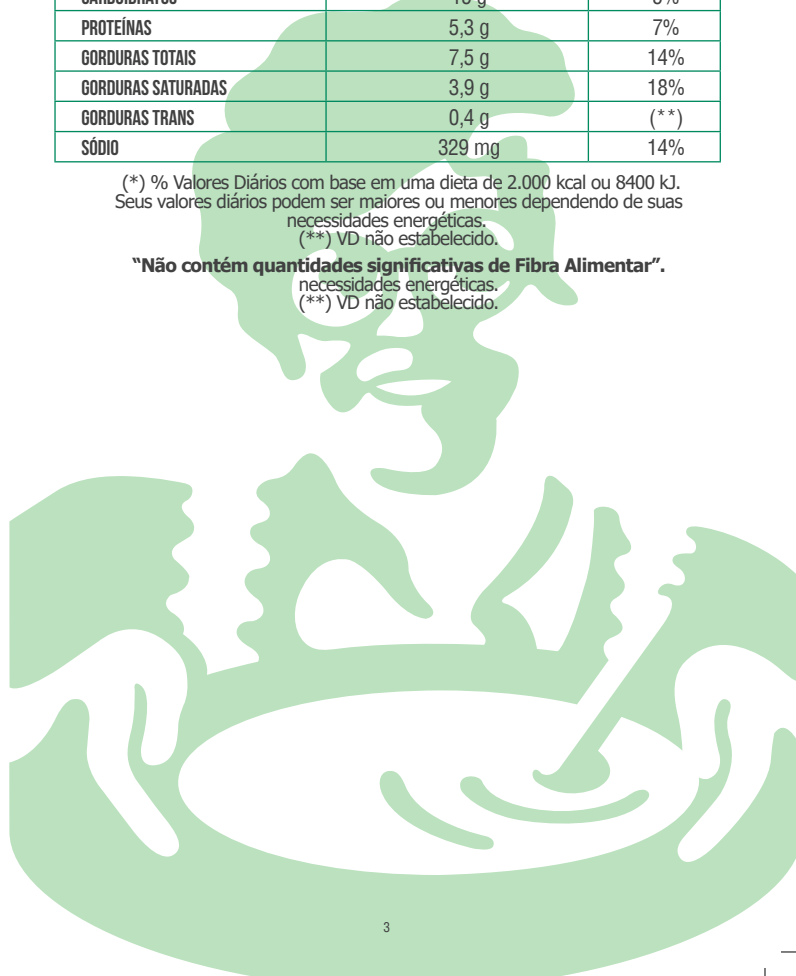 PROTEÍNAS 5,3 g 7%
GORDURAS TOTAIS 7,5 g 14%
GORDURAS SATURADAS 3,9 g 18%
GORDURAS TRANS 0,4 g (**)
SÓDIO 329 mg 14%
(*) % Valores Diários com base em uma dieta de 2.000 kcal ou 8400 kJ.
Seus valores diários podem ser maiores ou menores dependendo de suas
necessidades energéticas.
(**) VD não estabelecido.
“Não contém quantidades significativas de Fibra Alimentar”.
necessidades energéticas.
(**) VD não estabelecido.
3